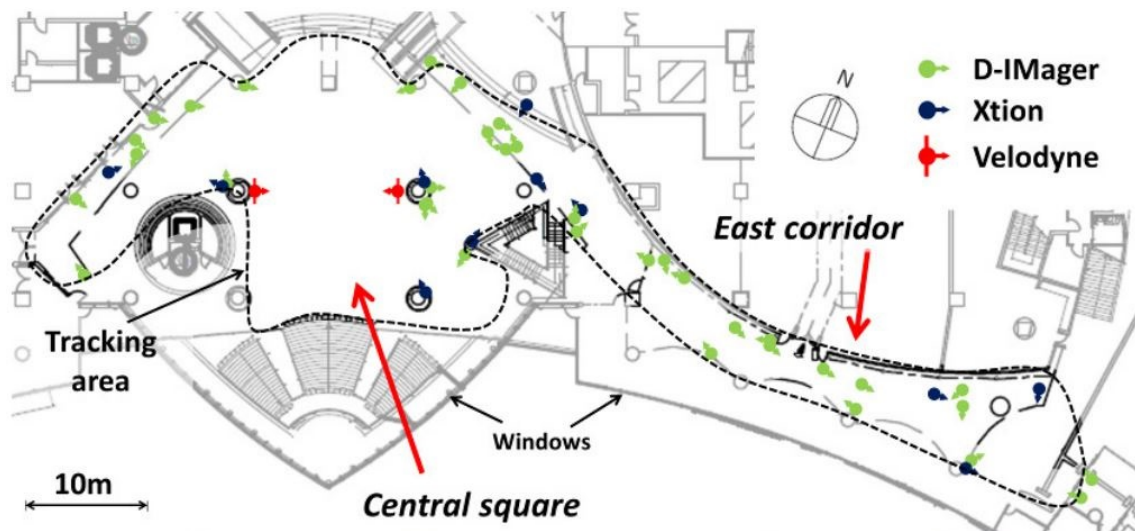 N
D-IMager
Xtion
Velodyne
East corridor
Tracking
area
Windows
10m
Central square